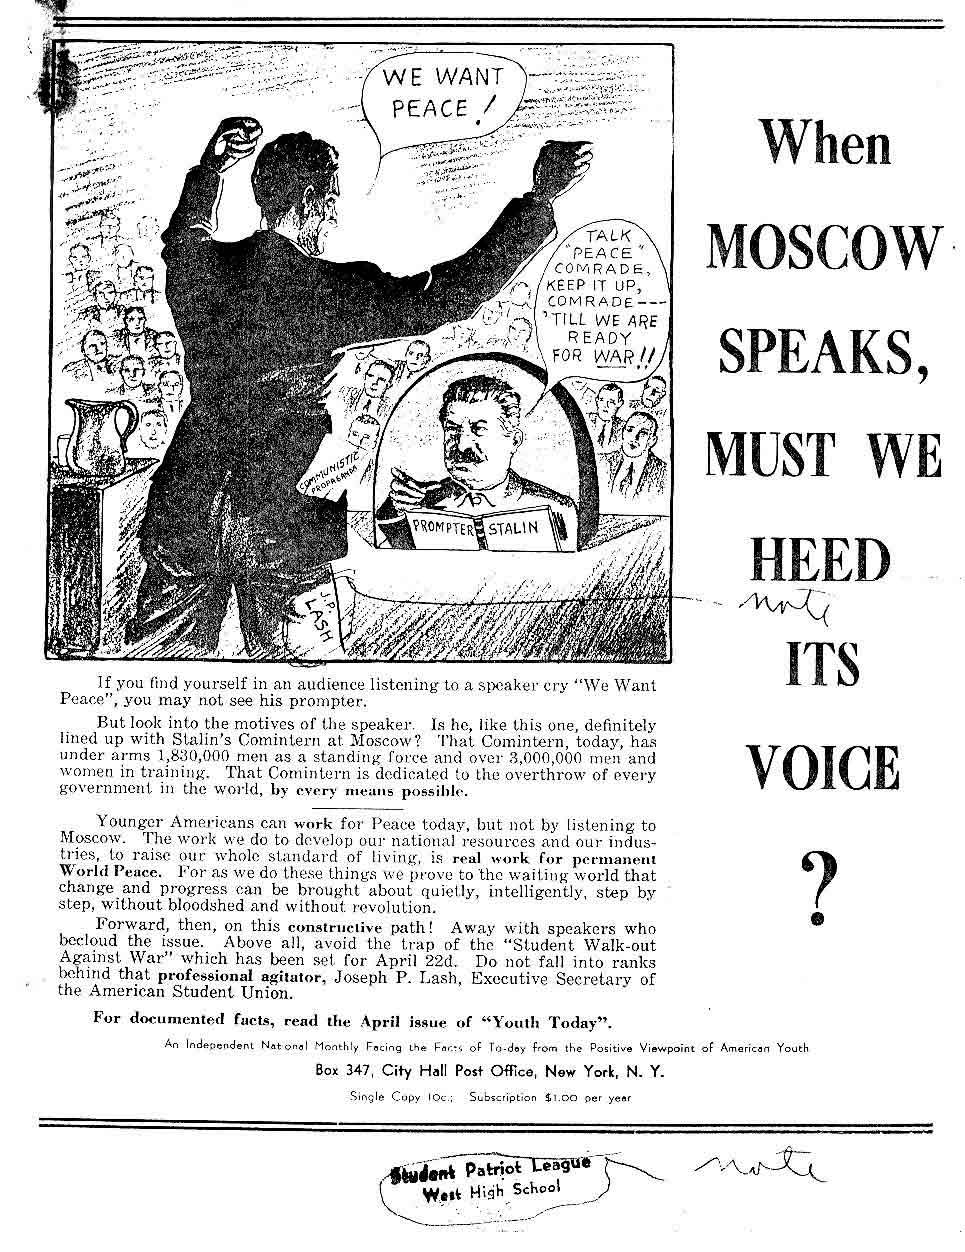 WE WANT
PEACE!
TALK
"PEACE"
COMRADE,
KEEP IT UP,
COMRADE---
'TILL WE ARE
READY
FOR WAR!!
COMMUNISTIC
PROPAGANDA
PROMPTER STALIN
J.P.
LASH
When
MOSCOW
SPEAKS,
MUST WE
HEED
note
ITS
VOICE
?
If you find yourself in an audience listening to a speaker cry "We Want
Peace", you may not see his prompter.
But look into the motives of the speaker. Is he, like this one, definitely
lined up with Stalin's Comintern at Moscow? That Comintern, today, has
under arms 1,830,000 men as a standing force and over 3,000,000 men and
women in training. That Comintern is dedicated to the overthrow of every
government in the world, by every means possible.
Younger Americans can work for Peace today, but not by listening to
Moscow. The work we do to develop our national resources and our indus-
tries, to raise our whole standard of living, is real work for permanent
World Peace. For as we do these things we prove to the waiting world that
change and progress can be brought about quietly, intelligently, step by
step, without bloodshed and without revolution.
Forward, then, on this constructive path! Away with speakers who
becloud the issue. Above all, avoid the trap of the "Student Walk-out
Against War" which has been set for April 22d. Do not fall into ranks
behind that professional agitator, Joseph P. Lash, Executive Secretary of
the American Student Union.
For documented facts, read the April issue of "Youth Today".
An Independent National Monthly Facing the Facts of To-day from the Positive Viewpoint of American Youth
Box 347, City Hall Post Office, New York, N. Y.
Single Copy 10c.; Subscription $1.00 per year
Student Patriot League
West High School
note